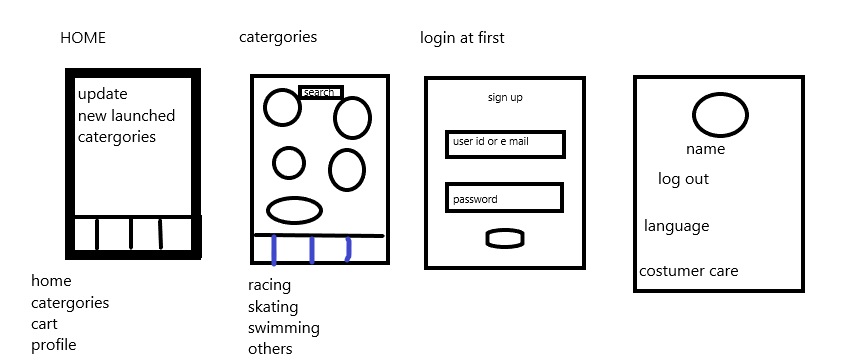 HOME
update
new launched
catergories
home
catergories
cart
profile
catergories
search
racing
skating
swimming
others
login at first
sign up
user id or e mail
password
name
log out
language
costumer care